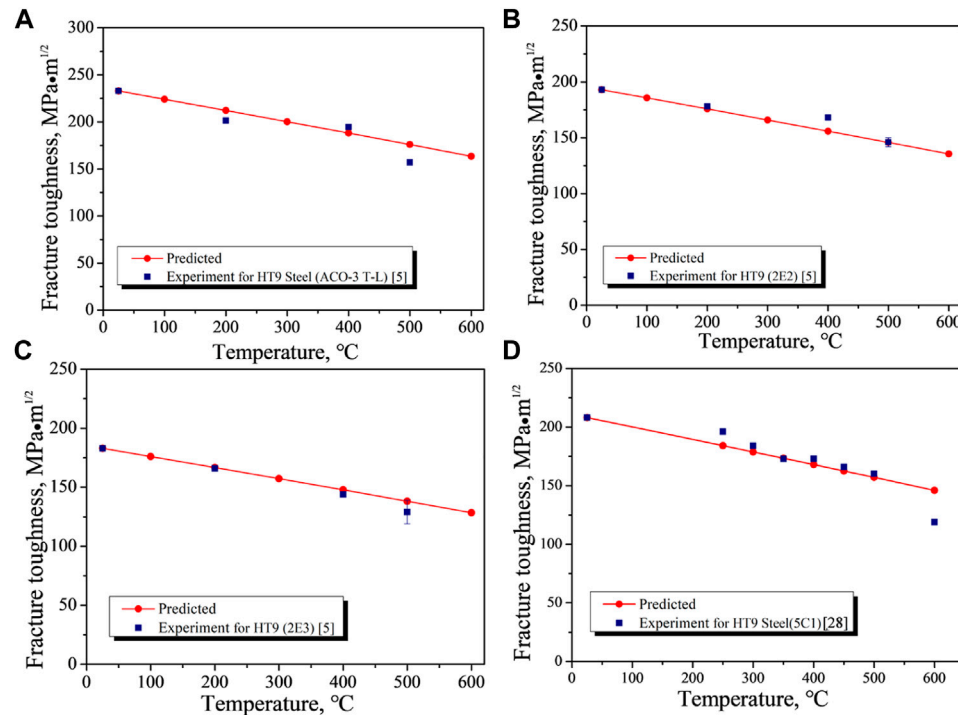 A
Fracture toughness, MPa•m1/2
300
250
200
150
100
50
0
Predicted
Experiment for HT9 Steel (ACO-3 T-L) [5]
0 100 200 300 400 500 600
Temperature, °C
B
Fracture toughness, MPa•m1/2
250
200
150
100
50
0
Predicted
Experiment for HT9 (2E2) [5]
0 100 200 300 400 500 600
Temperature, °C
C
Fracture toughness, MPa•m1/2
250
200
150
100
50
0
Predicted
Experiment for HT9 (2E3) [5]
0 100 200 300 400 500 600
Temperature, °C
D
Fracture toughness, MPa•m1/2
250
200
150
100
50
0
Predicted
Experiment for HT9 Steel(5C1)[28]
0 100 200 300 400 500 600
Temperature, °C